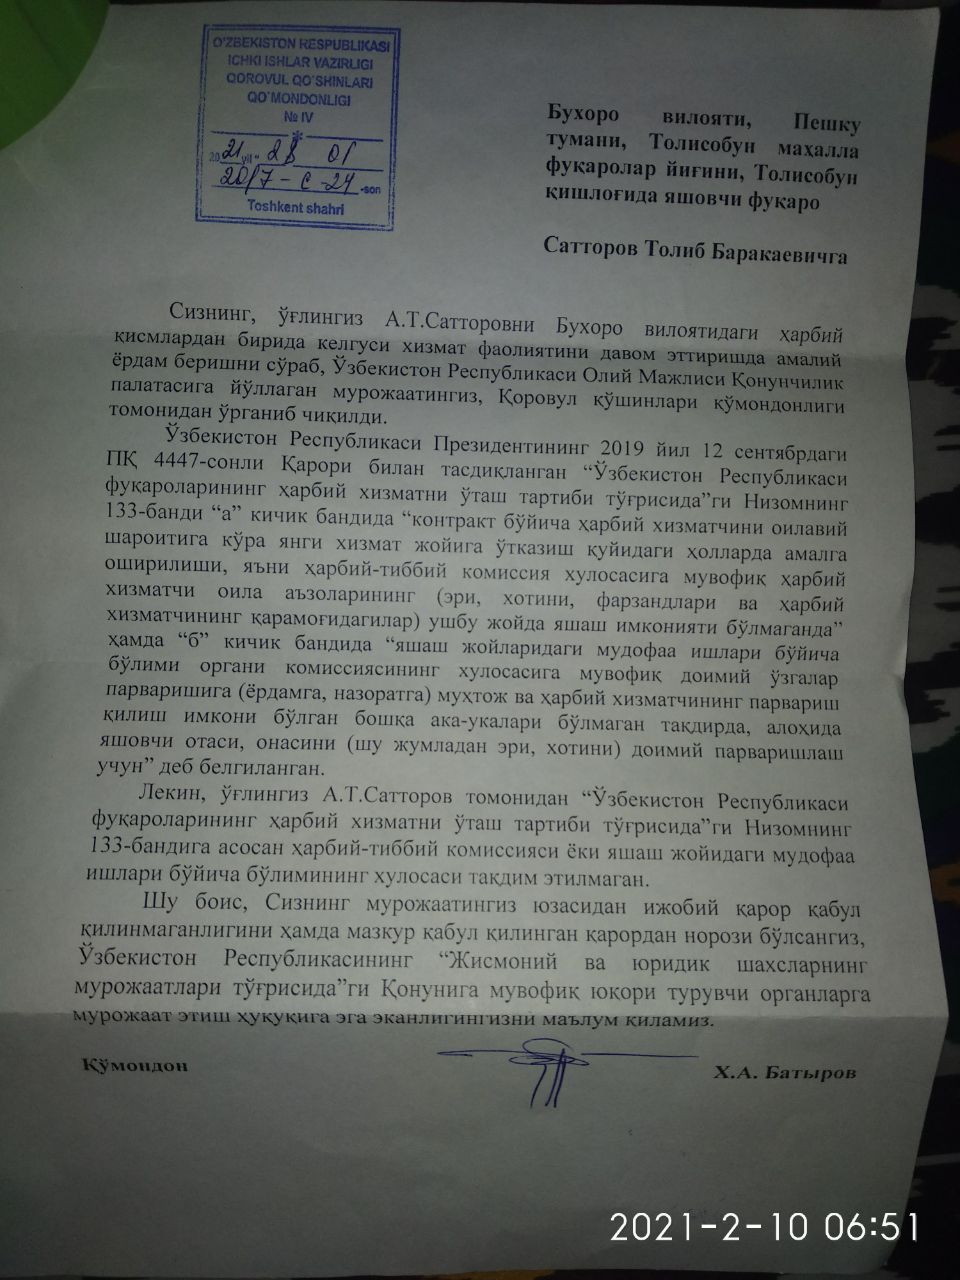 O'ZBEKISTON RESPUBLIKASI
ICHKI ISHLAR VAZIRLIGI
QOROVUL QO'SHINLARI
QO'MONDONLIGI
№ IV
2021 yil " 28 01
2017-C-24 -son
Toshkent shahri
Бухоро вилояти, Пешку
тумани, Толисобун маҳалла
фуқаролар йиғини, Толисобун
қишлоғида яшовчи фуқаро
Сатторов Толиб Баракаевичга
Сизнинг, ўғлингиз А.Т.Сатторовни Бухоро вилоятидаги ҳарбий
қисмлардан бирида келгуси хизмат фаолиятини давом эттиришда амалий
ёрдам беришни сўраб, Ўзбекистон Республикаси Олий Мажлиси Қонунчилик
палатасига йўллаган мурожаатингиз, Қоровул қўшинлари қўмондонлиги
томонидан ўрганиб чиқилди.
Ўзбекистон Республикаси Президентининг 2019 йил 12 сентябрдаги
ПҚ 4447-сонли Қарори билан тасдиқланган “Ўзбекистон Республикаси
фуқароларининг ҳарбий хизматни ўташ тартиби тўғрисида”ги Низомнинг
133-банди “а” кичик бандида “контракт бўйича ҳарбий хизматчини оилавий
шароитига кўра янги хизмат жойига ўтказиш қуйидаги ҳолларда амалга
оширилиши, яъни ҳарбий-тиббий комиссия хулосасига мувофиқ ҳарбий
хизматчи оила аъзоларининг (эри, хотини, фарзандлари ва ҳарбий
хизматчининг қарамоғидагилар) ушбу жойда яшаш имконияти бўлмаганда”
ҳамда “б” кичик бандида “яшаш жойларидаги мудофаа ишлари бўйича
бўлими органи комиссиясининг хулосасига мувофиқ доимий ўзгалар
парваришига (ёрдамга, назоратга) муҳтож ва ҳарбий хизматчининг парвариш
қилиш имкони бўлган бошқа ака-укалари бўлмаган тақдирда, алоҳида
яшовчи отаси, онасини (шу жумладан эри, хотини) доимий парваришлаш
учун” деб белгиланган.
Лекин, ўғлингиз А.Т.Сатторов томонидан “Ўзбекистон Республикаси
фуқароларининг ҳарбий хизматни ўташ тартиби тўғрисида”ги Низомнинг
133-бандига асосан ҳарбий-тиббий комиссияси ёки яшаш жойидаги мудофаа
ишлари бўйича бўлимининг хулосаси тақдим этилмаган.
Шу боис, Сизнинг мурожаатингиз юзасидан ижобий қарор қабул
қилинмаганлигини ҳамда мазкур қабул қилинган қарордан норози бўлсангиз,
Ўзбекистон Республикасининг “Жисмоний ва юридик шахсларнинг
мурожаатлари тўғрисида”ги Қонунига мувофиқ юқори турувчи органларга
мурожаат этиш ҳуқуқига эга эканлигингизни маълум қиламиз.
Қўмондон Х.А. Батыров
2021-2-10 06:51